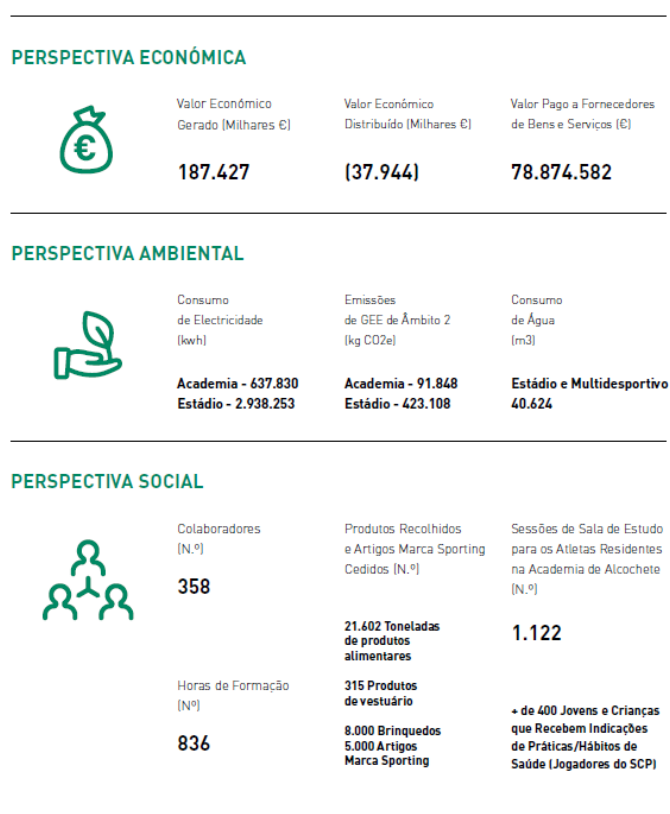 PERSPECTIVA ECONÓMICA
Valor Económico
Gerado (Milhares €)
187.427
Valor Económico
Distribuído (Milhares €)
(37.944)
Valor Pago a Fornecedores
de Bens e Serviços (€)
78.874.582
€
PERSPECTIVA AMBIENTAL
Consumo
de Electricidade
(kwh)
Academia - 637.830
Estádio - 2.938.253
Emissões
de GEE de Âmbito 2
(kg CO2e)
Academia - 91.848
Estádio - 423.108
Consumo
de Água
(m3)
Estádio e Multidesportivo
40.624
PERSPECTIVA SOCIAL
Colaboradores
(N.º)
358
Horas de Formação
(Nº)
836
Produtos Recolhidos
e Artigos Marca Sporting
Cedidos (N.º)
21.602 Toneladas
de produtos
alimentares
315 Produtos
de vestuário
8.000 Brinquedos
5.000 Artigos
Marca Sporting
Sessões de Sala de Estudo
para os Atletas Residentes
na Academia de Alcochete
(N.º)
1.122
+ de 400 Jovens e Crianças
que Recebem Indicações
de Práticas/Hábitos de
Saúde (Jogadores do SCP)